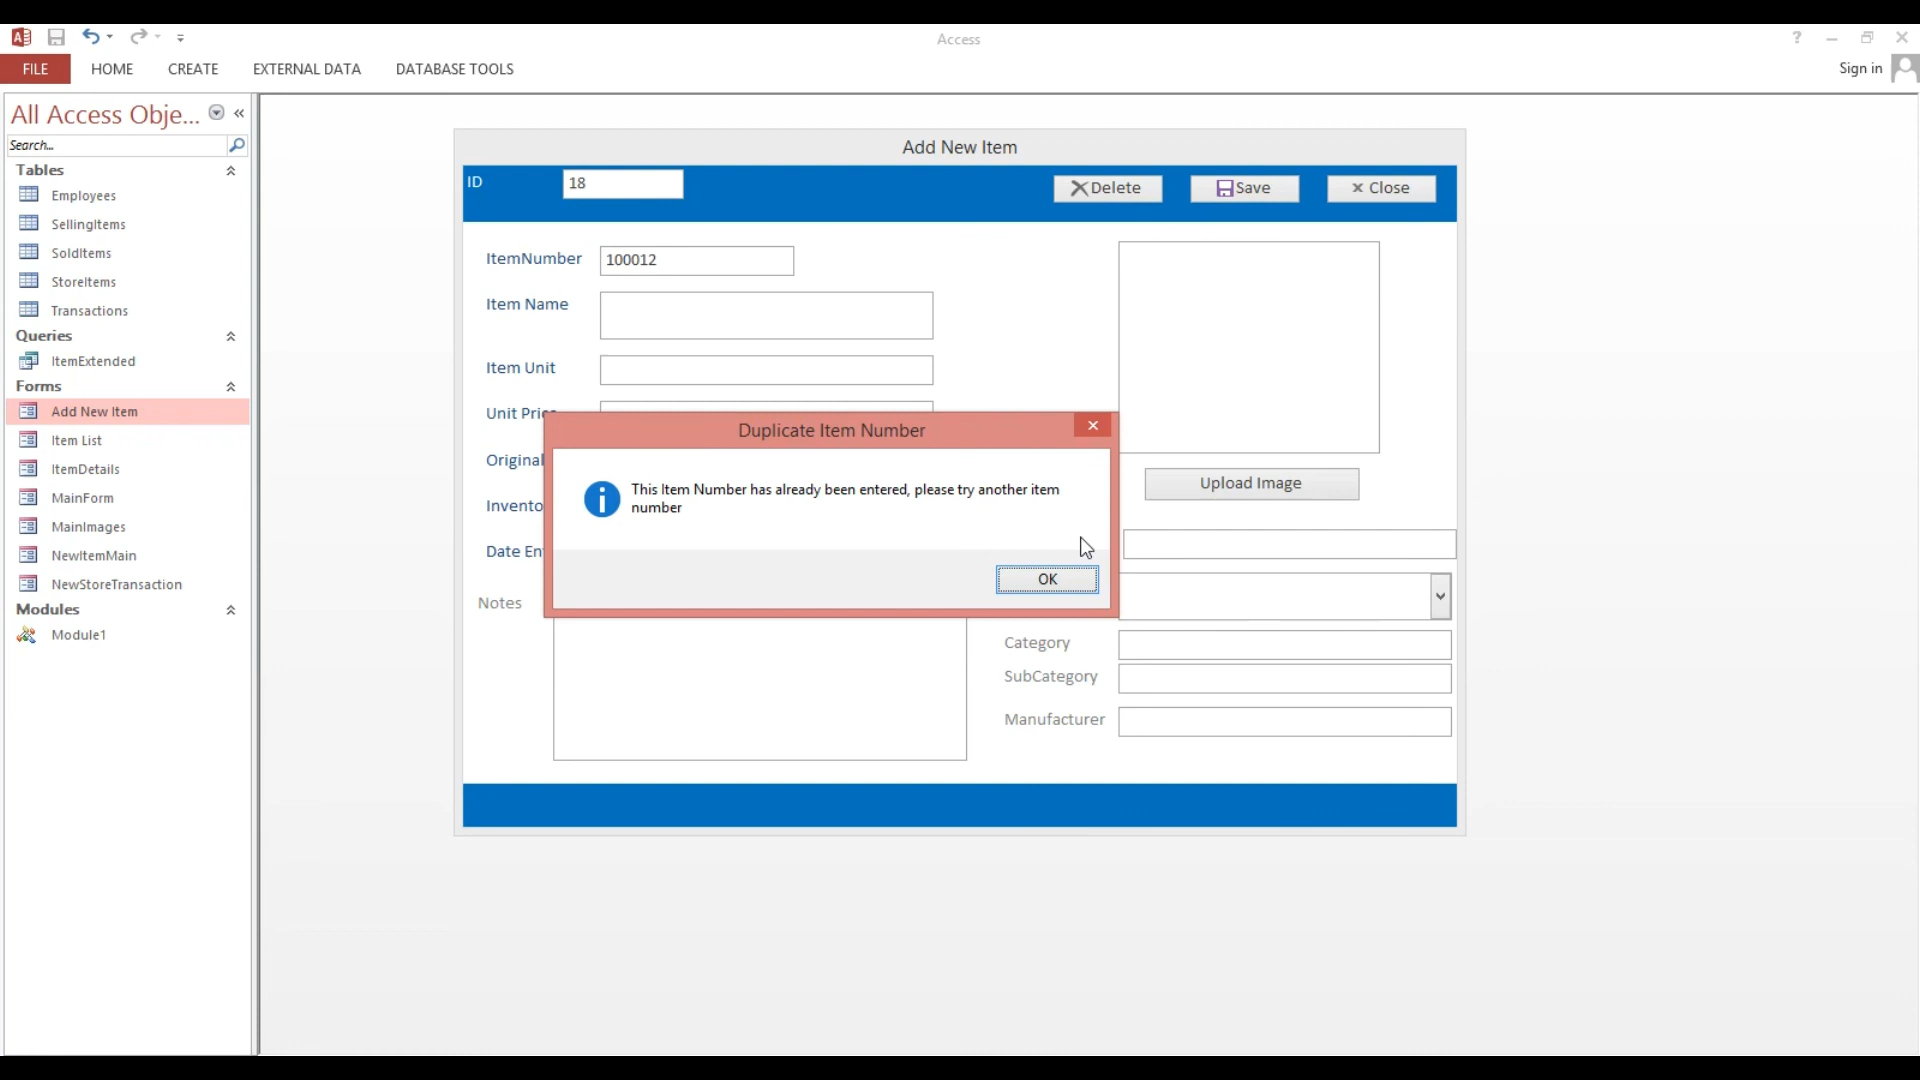 Access
?
FILE
HOME
CREATE
EXTERNAL DATA
DATABASE TOOLS
Sign in
All Access Obje... «
Search...
Tables
Employees
SellingItems
SoldItems
StoreItems
Transactions
Queries
ItemExtended
Forms
Add New Item
Item List
ItemDetails
MainForm
MainImages
NewItemMain
NewStoreTransaction
Modules
Module1
Add New Item
ID
18
Delete
Save
Close
ItemNumber
100012
Item Name
Item Unit
Unit Price
Original
Invento
Date En
Notes
Upload Image
Category
SubCategory
Manufacturer
Duplicate Item Number
This Item Number has already been entered, please try another item
number
OK